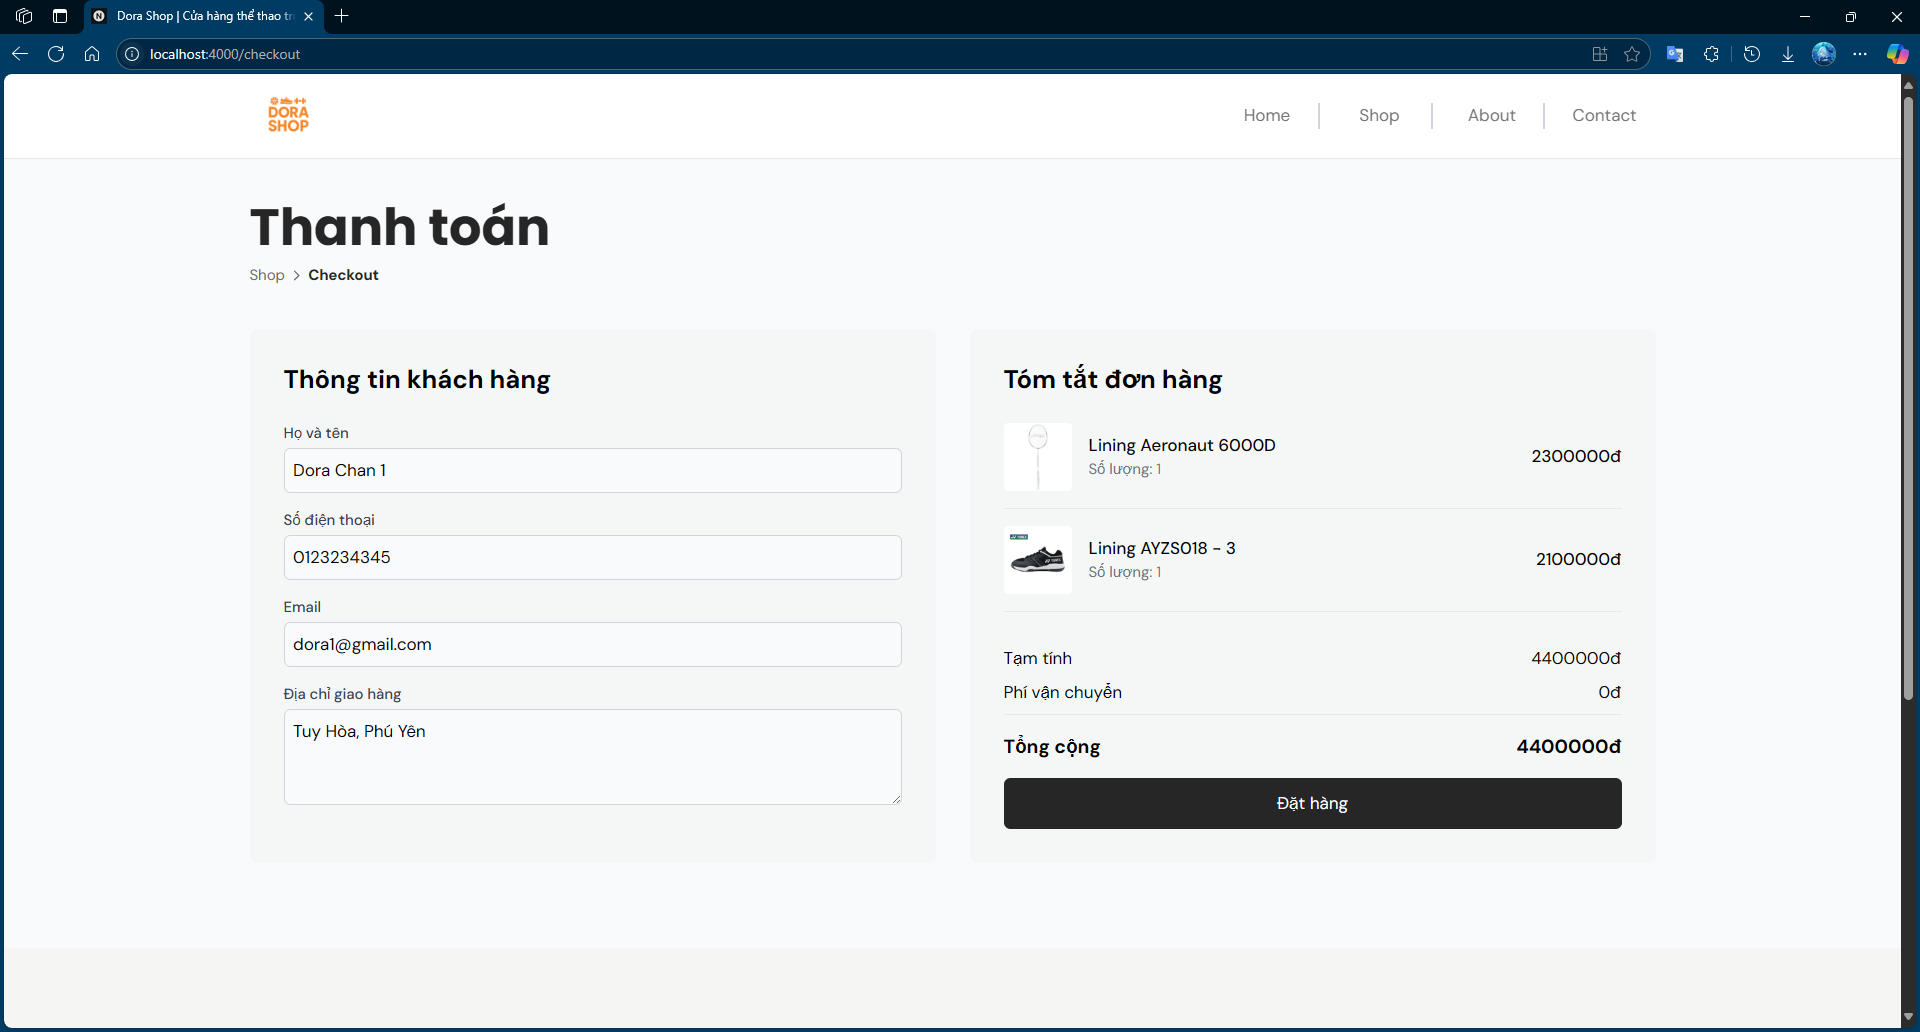 Dora Shop | Cửa hàng thể thao tr
localhost:4000/checkout
DORA
SHOP
Home
Shop
About
Contact
Thanh toán
Shop > Checkout
Thông tin khách hàng
Họ và tên
Dora Chan 1
Số điện thoại
0123234345
Email
dora1@gmail.com
Địa chỉ giao hàng
Tuy Hòa, Phú Yên
Tóm tắt đơn hàng
Lining Aeronaut 6000D
Số lượng: 1
2300000đ
Lining AYZS018 - 3
Số lượng: 1
2100000đ
Tạm tính
4400000đ
Phí vận chuyển
0đ
Tổng cộng
4400000đ
Đặt hàng